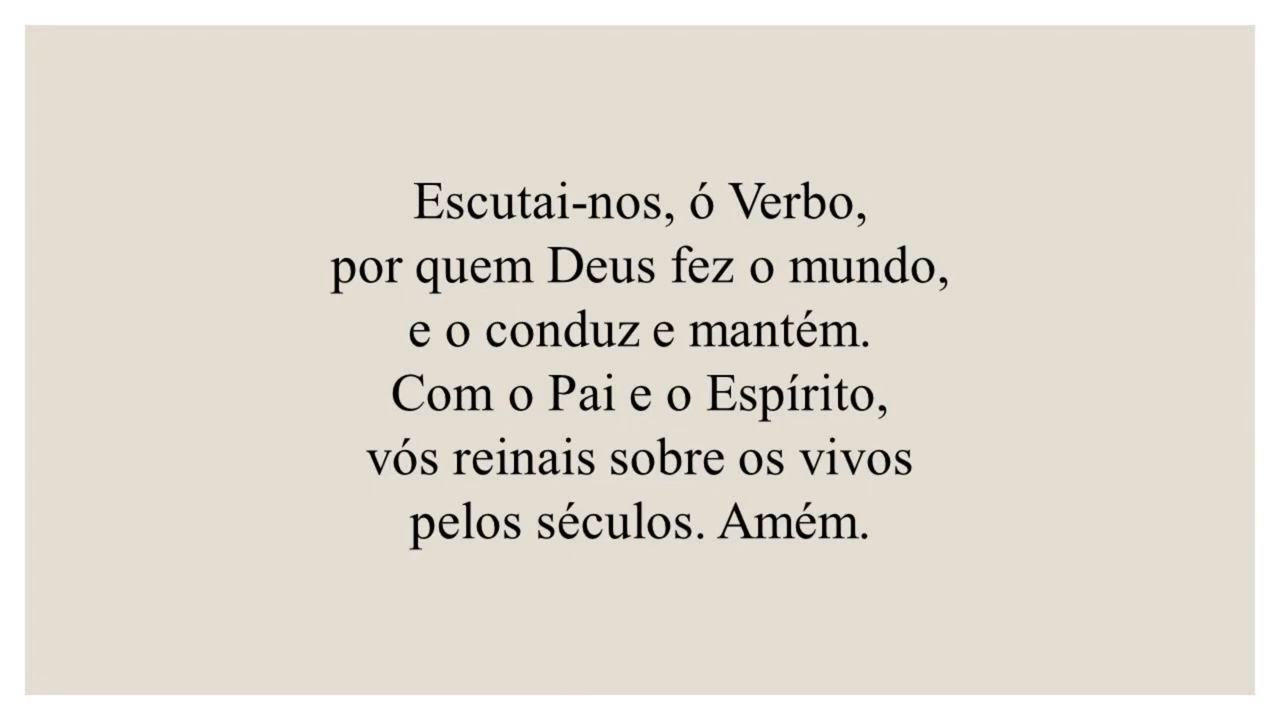 Escutai-nos, ó Verbo,
por quem Deus fez o mundo,
e o conduz e mantém.
Com o Pai e o Espírito,
vós reinais sobre os vivos
pelos séculos. Amém.